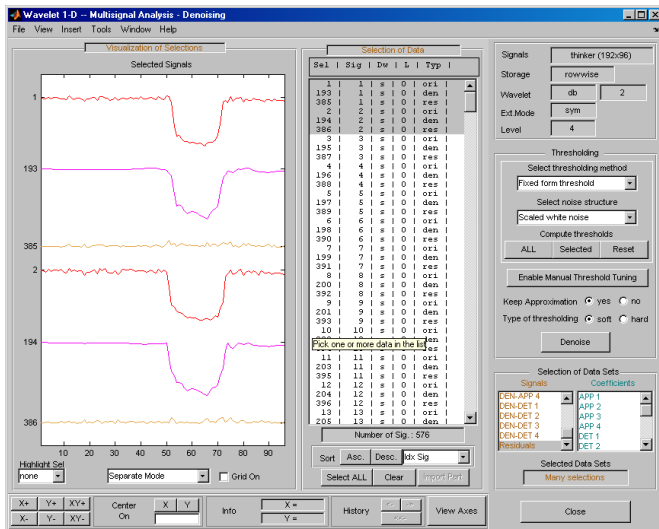 Wavelet 1-D -- Multisignal Analysis - Denoising
File View Insert Tools Window Help
Visualization of Selections
Selected Signals
1
193
385
2
194
386
10 20 30 40 50 60 70 80 90
Highlight Sel
none
Separate Mode
Grid On
Selection of Data
Sel | Sig | Dw | L | Typ |
1 | 1 | s | 0 | ori |
193 | 1 | s | 0 | den |
385 | 1 | s | 0 | res |
2 | 2 | s | 0 | ori |
194 | 2 | s | 0 | den |
386 | 2 | s | 0 | res |
3 | 3 | s | 0 | ori |
195 | 3 | s | 0 | den |
387 | 3 | s | 0 | res |
4 | 4 | s | 0 | ori |
196 | 4 | s | 0 | den |
388 | 4 | s | 0 | res |
5 | 5 | s | 0 | ori |
197 | 5 | s | 0 | den |
389 | 5 | s | 0 | res |
6 | 6 | s | 0 | ori |
198 | 6 | s | 0 | den |
390 | 6 | s | 0 | res |
7 | 7 | s | 0 | ori |
199 | 7 | s | 0 | den |
391 | 7 | s | 0 | res |
8 | 8 | s | 0 | ori |
200 | 8 | s | 0 | den |
392 | 8 | s | 0 | res |
9 | 9 | s | 0 | ori |
201 | 9 | s | 0 | den |
393 | 9 | s | 0 | res |
10 | 10 | s | 0 | ori |
Pick one or more data in the list
11 | 11 | s | 0 | ori |
203 | 11 | s | 0 | den |
395 | 11 | s | 0 | res |
12 | 12 | s | 0 | ori |
204 | 12 | s | 0 | den |
396 | 12 | s | 0 | res |
13 | 13 | s | 0 | ori |
205 | 13 | s | 0 | den |
Number of Sig. : 576
Sort Asc. Desc. Idx Sig
Select ALL Clear Import Part
Signals thinker (192x96)
Storage rowwise
Wavelet db 2
Ext.Mode sym
Level 4
Thresholding
Select thresholding method
Fixed form threshold
Select noise structure
Scaled white noise
Compute thresholds
ALL Selected Reset
Enable Manual Threshold Tuning
Keep Approximation yes no
Type of thresholding soft hard
Denoise
Selection of Data Sets
Signals Coefficients
DEN-APP 4 APP 1
DEN-DET 1 APP 2
DEN-DET 2 APP 3
DEN-DET 3 APP 4
DEN-DET 4 DET 1
Residuals DET 2
Selected Data Sets
Many selections
X+ Y+ XY+
X- Y- XY-
Center On X Y
Info X = Y =
History <- -> <<-
View Axes
Close